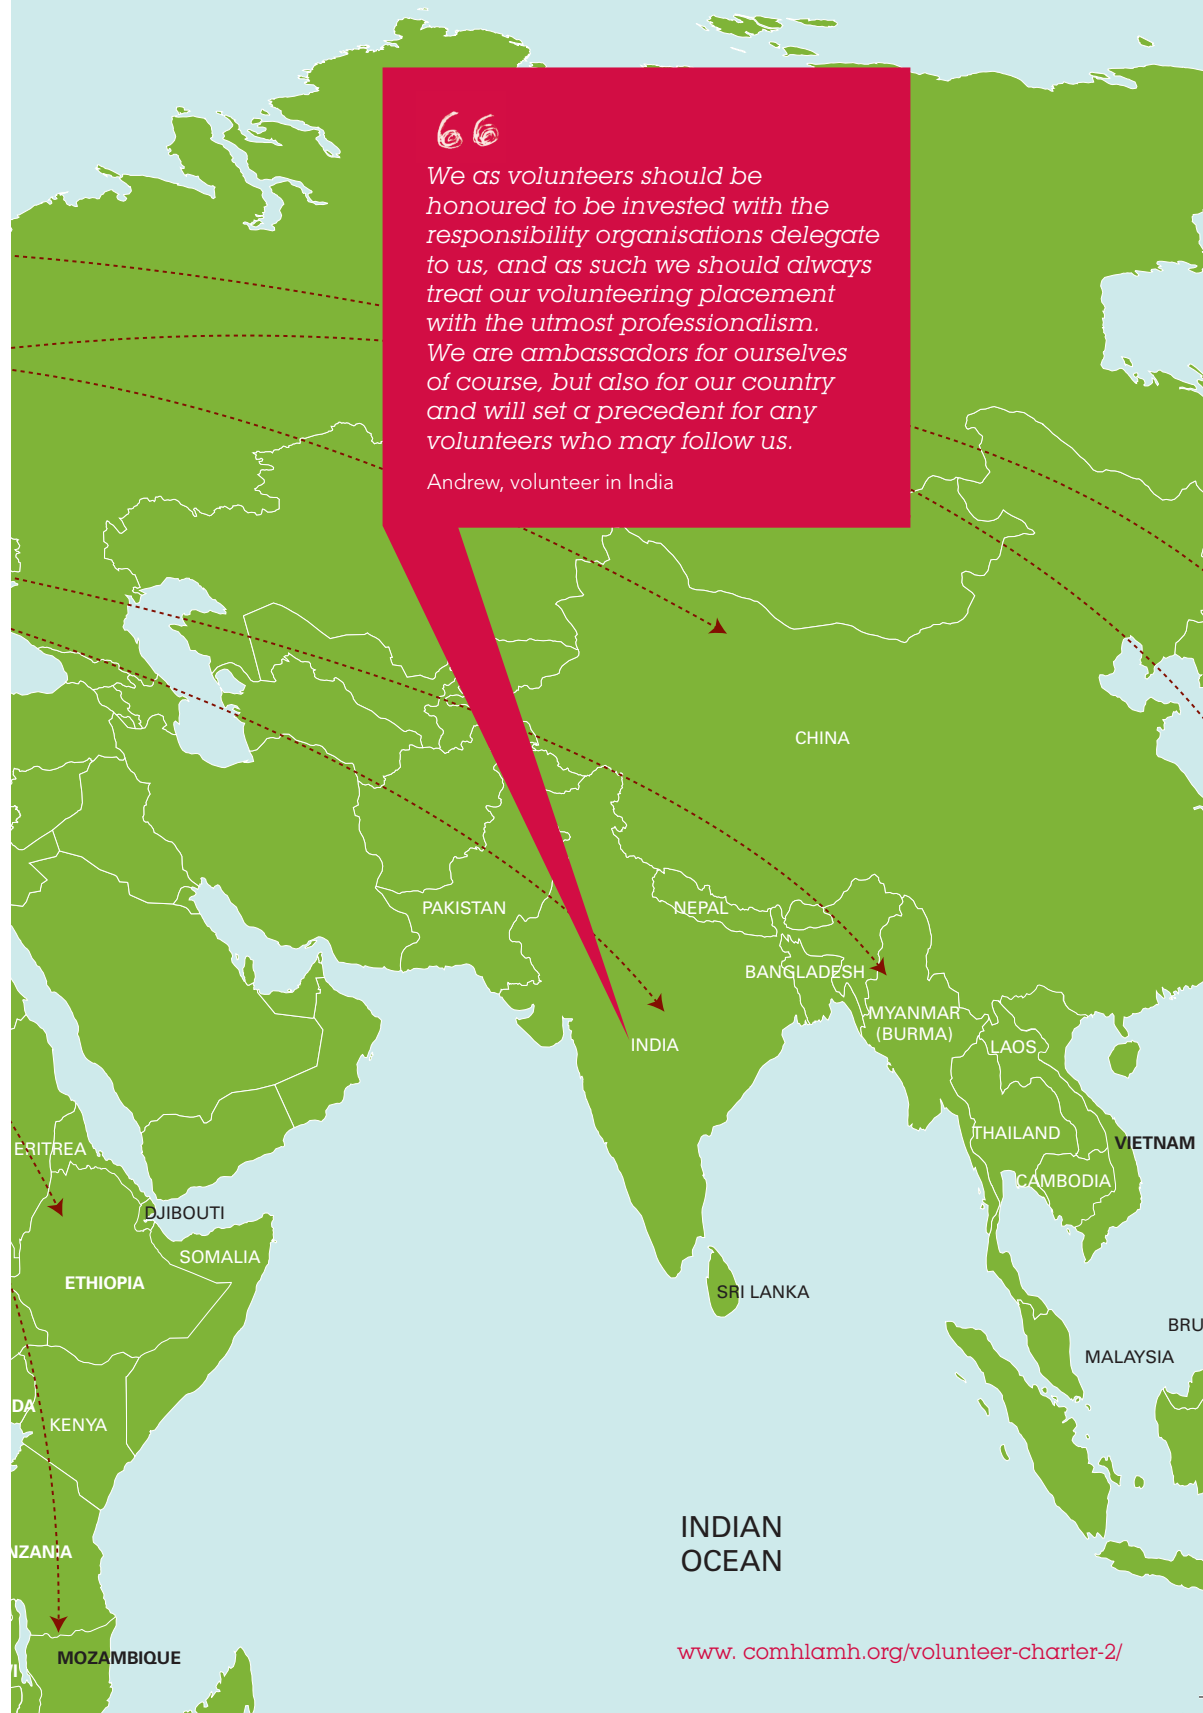 We as volunteers should be
honoured to be invested with the
responsibility organisations delegate
to us, and as such we should always
treat our volunteering placement
with the utmost professionalism.
We are ambassadors for ourselves
of course, but also for our country
and will set a precedent for any
volunteers who may follow us.
Andrew, volunteer in India
CHINA
PAKISTAN
NEPAL
BANGLADESH
MYANMAR
(BURMA)
INDIA
LAOS
THAILAND
VIETNAM
CAMBODIA
ERITREA
DJIBOUTI
SOMALIA
ETHIOPIA
SRI LANKA
BRU
MALAYSIA
DA
KENYA
INDIAN
OCEAN
NZANIA
MOZAMBIQUE
WI
www. comhlamh.org/volunteer-charter-2/